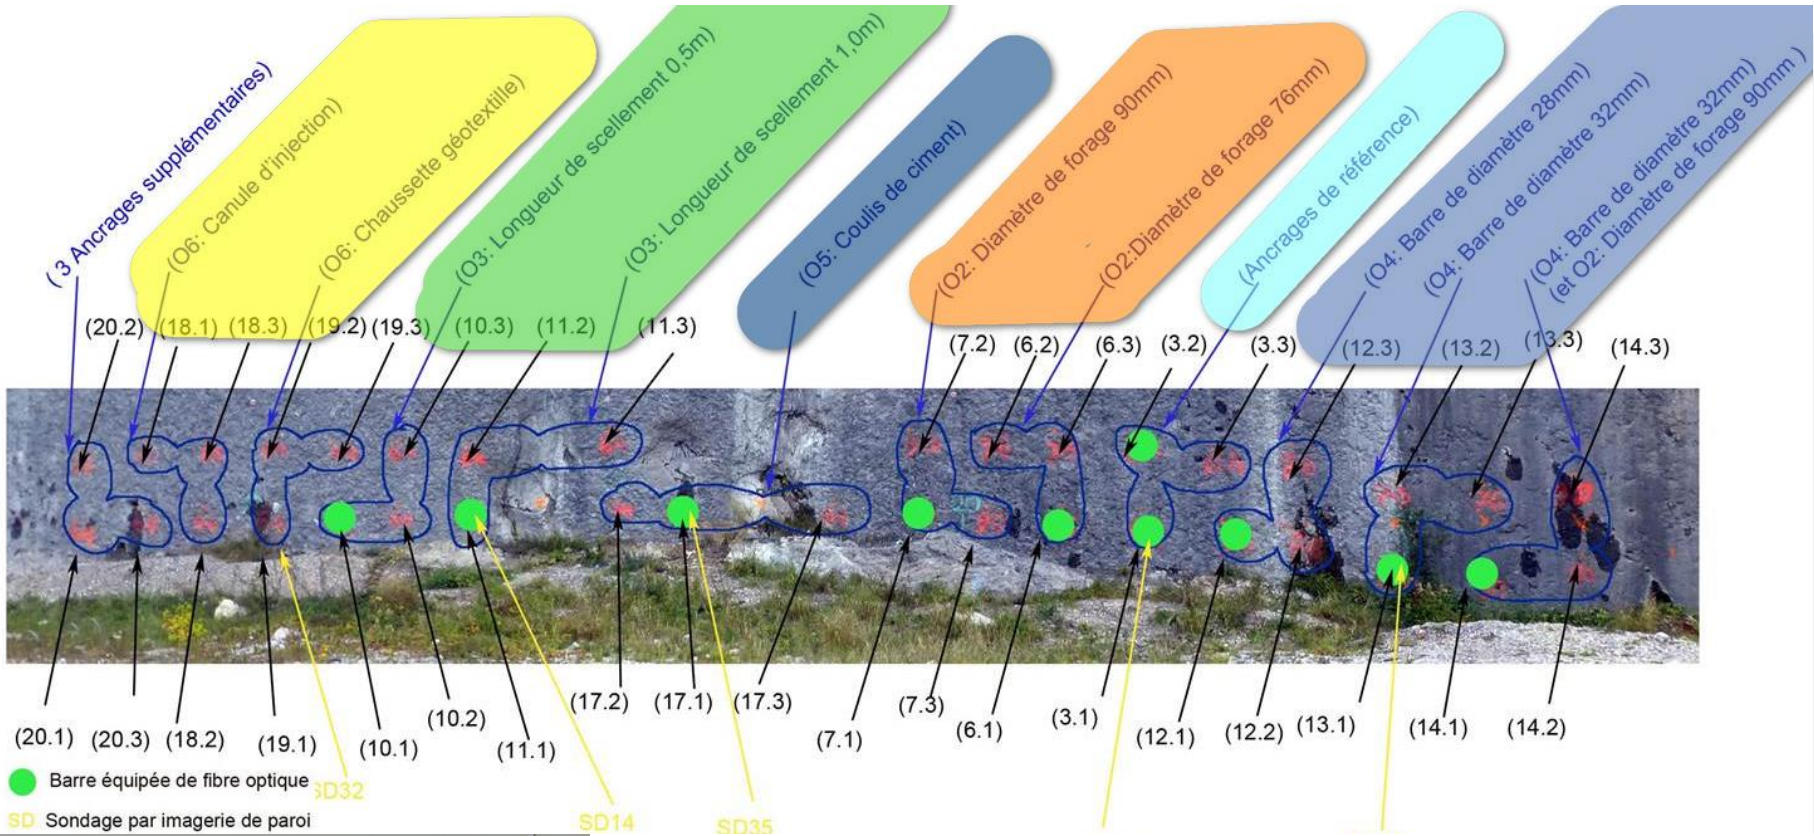 ( 3 Ancrages supplémentaires)
(O6: Canule d'injection)
(O6: Chaussette géotextille)
(O3: Longueur de scellement 0,5m)
(O3: Longueur de scellement 1,0m)
(O5: Coulis de ciment)
(O2: Diamètre de forage 90mm)
(O2:Diamètre de forage 76mm)
(Ancrages de référence)
(O4: Barre de diamètre 28mm)
(O4: Barre de diamètre 32mm)
(O4: Barre de diamètre 32mm)
(et O2: Diamètre de forage 90mm )
(20.2)
(18.1)
(18.3)
(19.2)
(19.3)
(10.3)
(11.2)
(11.3)
(7.2)
(6.2)
(6.3)
(3.2)
(3.3)
(12.3)
(13.2)
(13.3)
(14.3)
(20.1)
(20.3)
(18.2)
(19.1)
(10.1)
(10.2)
(11.1)
(17.2)
(17.1)
(17.3)
(7.1)
(7.3)
(6.1)
(3.1)
(12.1)
(12.2)
(13.1)
(14.1)
(14.2)
Barre équipée de fibre optique
SD32
SD Sondage par imagerie de paroi
SD14
SD35